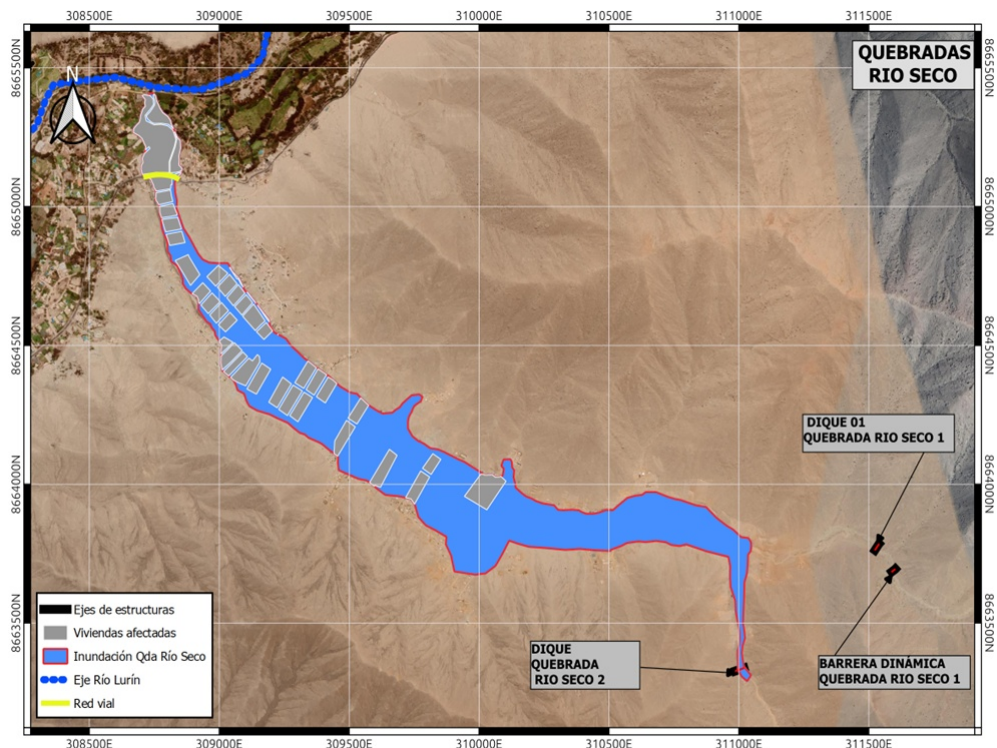 308500E 309000E 309500E 310000E 310500E 311000E 311500E
8665500N
8665500N
QUEBRADAS
RIO SECO
N
8665000N
8665000N
8664500N
8664500N
DIQUE 01
QUEBRADA RIO SECO 1
8664000N
8664000N
8663500N
8663500N
Ejes de estructuras
Viviendas afectadas
Inundación Qda Río Seco
Eje Río Lurín
Red vial
DIQUE
QUEBRADA
RIO SECO 2
BARRERA DINÁMICA
QUEBRADA RIO SECO 1
308500E 309000E 309500E 310000E 310500E 311000E 311500E